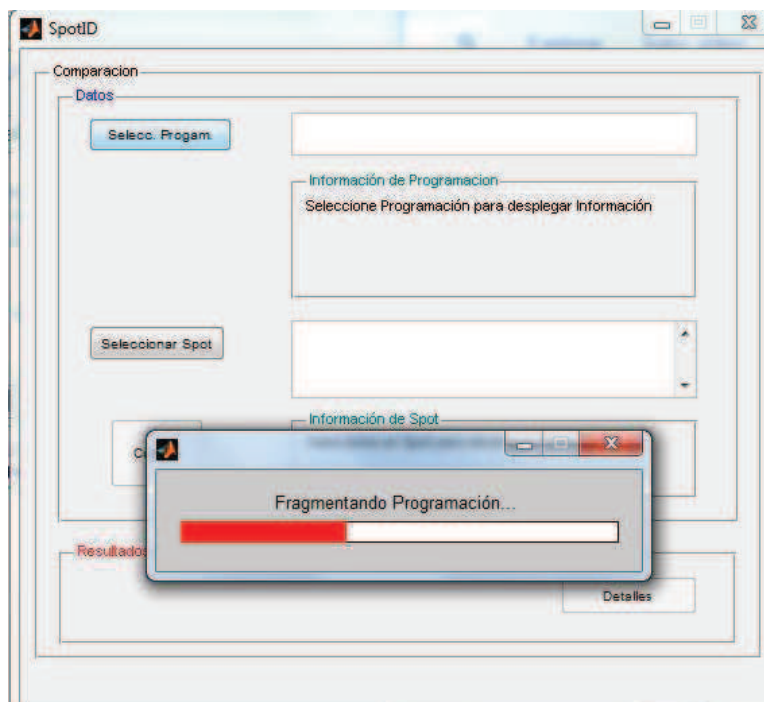 SpotID
Comparacion
Datos
Selecc. Progam.
Información de Programacion
Seleccione Programación para desplegar Información
Seleccionar Spot
Información de Spot
Fragmentando Programación...
Resultados
Detalles